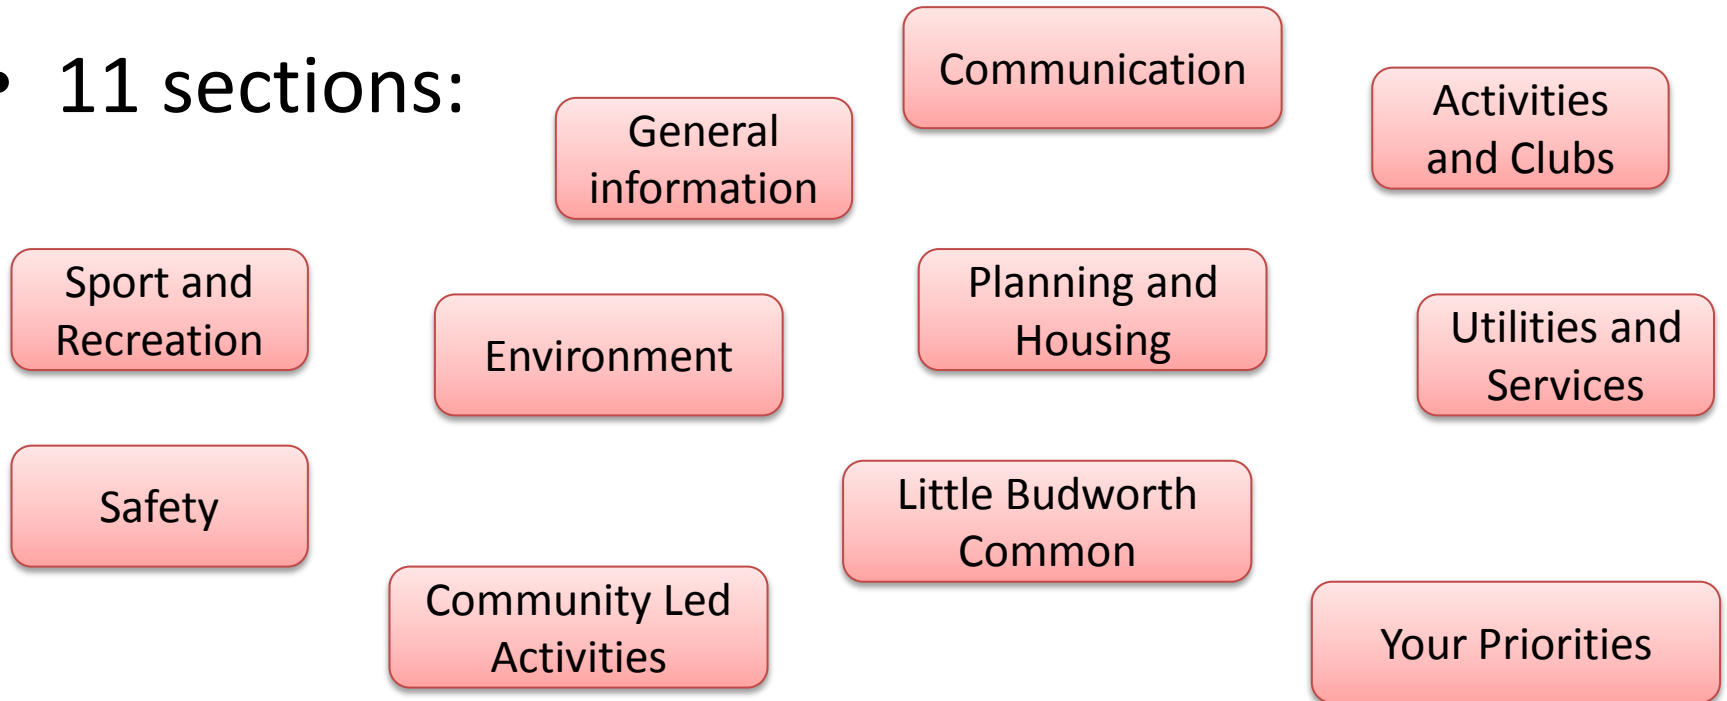 • 11 sections:
Communication
General
information
Activities
and Clubs
Sport and
Recreation
Environment
Planning and
Housing
Utilities and
Services
Safety
Little Budworth
Common
Community Led
Activities
Your Priorities